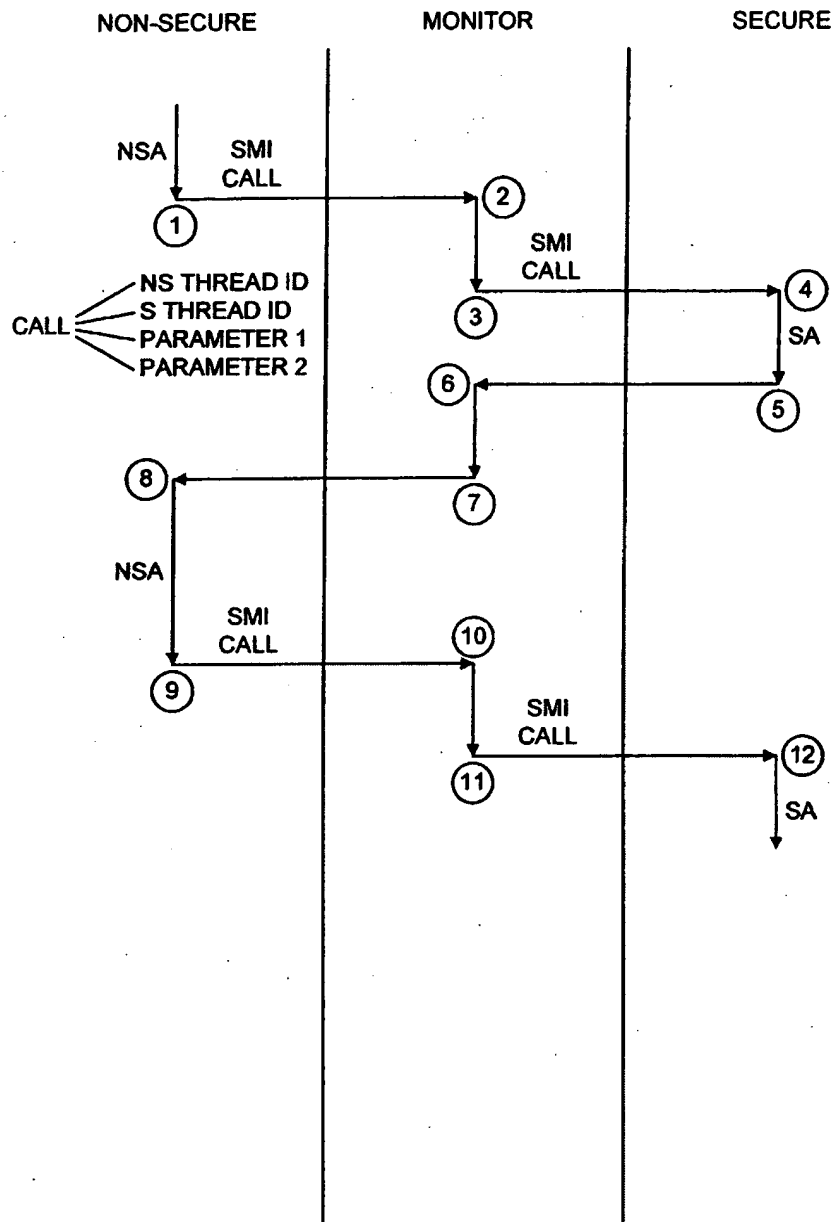 NON-SECURE
MONITOR
SECURE
NSA
SMI
CALL
1
2
SMI
CALL
3
4
NS THREAD ID
S THREAD ID
CALL
PARAMETER 1
PARAMETER 2
SA
6
5
8
7
NSA
SMI
CALL
10
9
SMI
CALL
11
12
SA